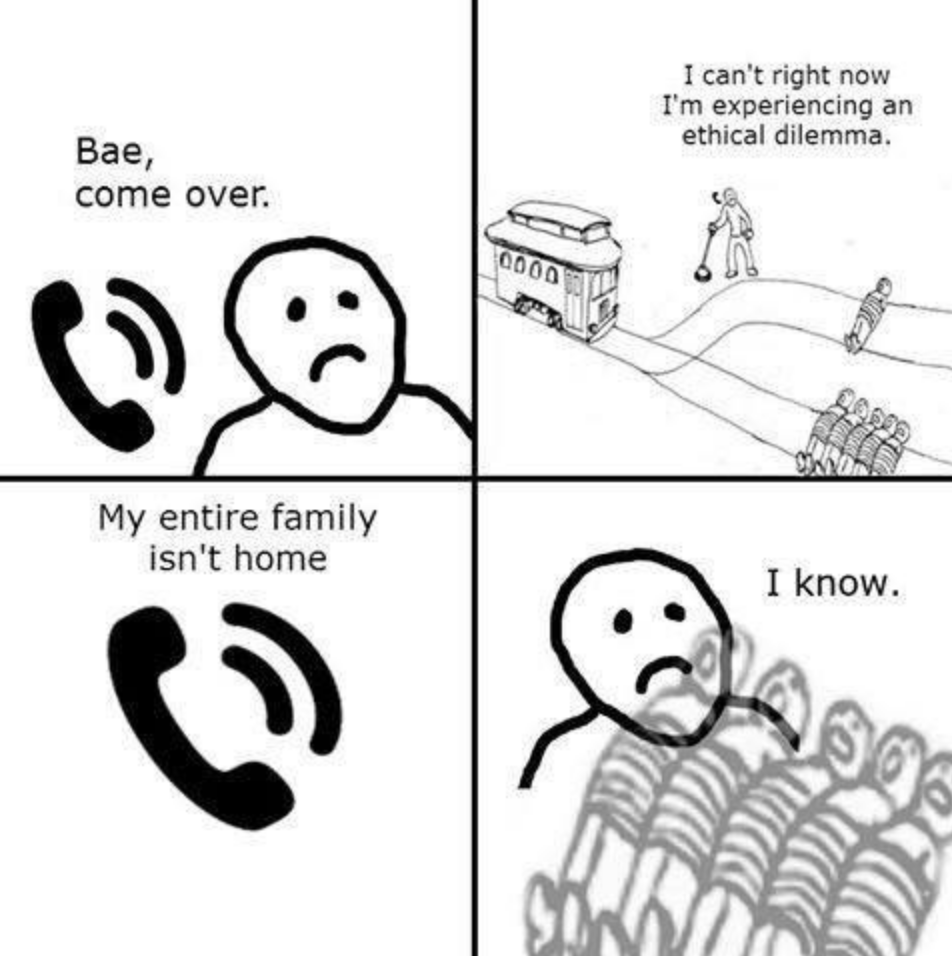 Bae,
come over.
I can't right now
I'm experiencing an
ethical dilemma.
My entire family
isn't home
I know.